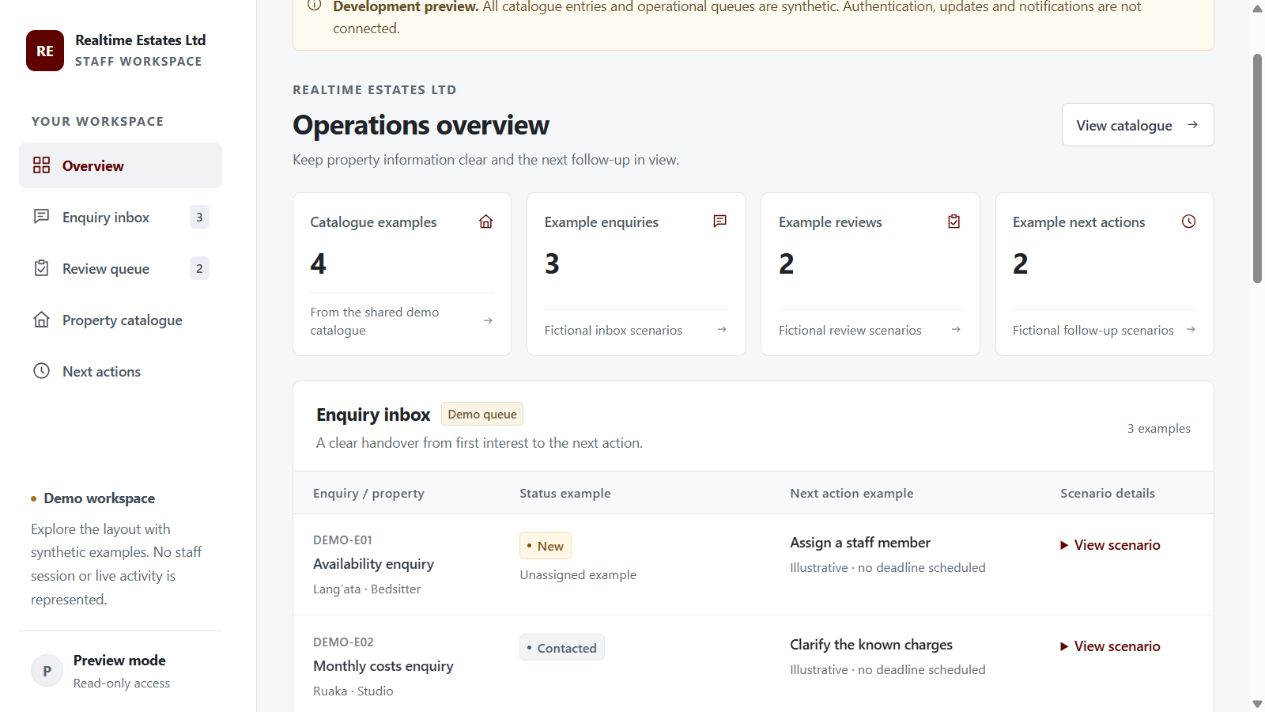 RE
Realtime Estates Ltd
STAFF WORKSPACE
YOUR WORKSPACE
Overview
Enquiry inbox 3
Review queue 2
Property catalogue
Next actions
Demo workspace
Explore the layout with
synthetic examples. No staff
session or live activity is
represented.
P
Preview mode
Read-only access
Development preview. All catalogue entries and operational queues are synthetic. Authentication, updates and notifications are not
connected.
REALTIME ESTATES LTD
Operations overview
Keep property information clear and the next follow-up in view.
View catalogue →
Catalogue examples
4
From the shared demo
catalogue →
Example enquiries
3
Fictional inbox scenarios →
Example reviews
2
Fictional review scenarios →
Example next actions
2
Fictional follow-up scenarios →
Enquiry inbox Demo queue
A clear handover from first interest to the next action.
3 examples
Enquiry / property Status example Next action example Scenario details
DEMO-E01
Availability enquiry
Lang’ata · Bedsitter
• New
Unassigned example
Assign a staff member
Illustrative · no deadline scheduled
▶ View scenario
DEMO-E02
Monthly costs enquiry
Ruaka · Studio
• Contacted
Clarify the known charges
Illustrative · no deadline scheduled
▶ View scenario